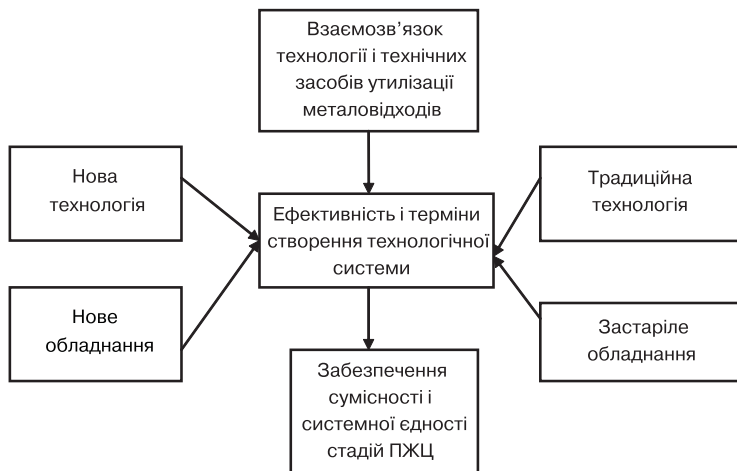 Взаємозв’язок
технології і технічних
засобів утилізації
металовідходів
Нова
технологія
Традиційна
технологія
Ефективність і терміни
створення технологічної
системи
Нове
обладнання
Застаріле
обладнання
Забезпечення
сумісності і
системної єдності
стадій ПЖЦ